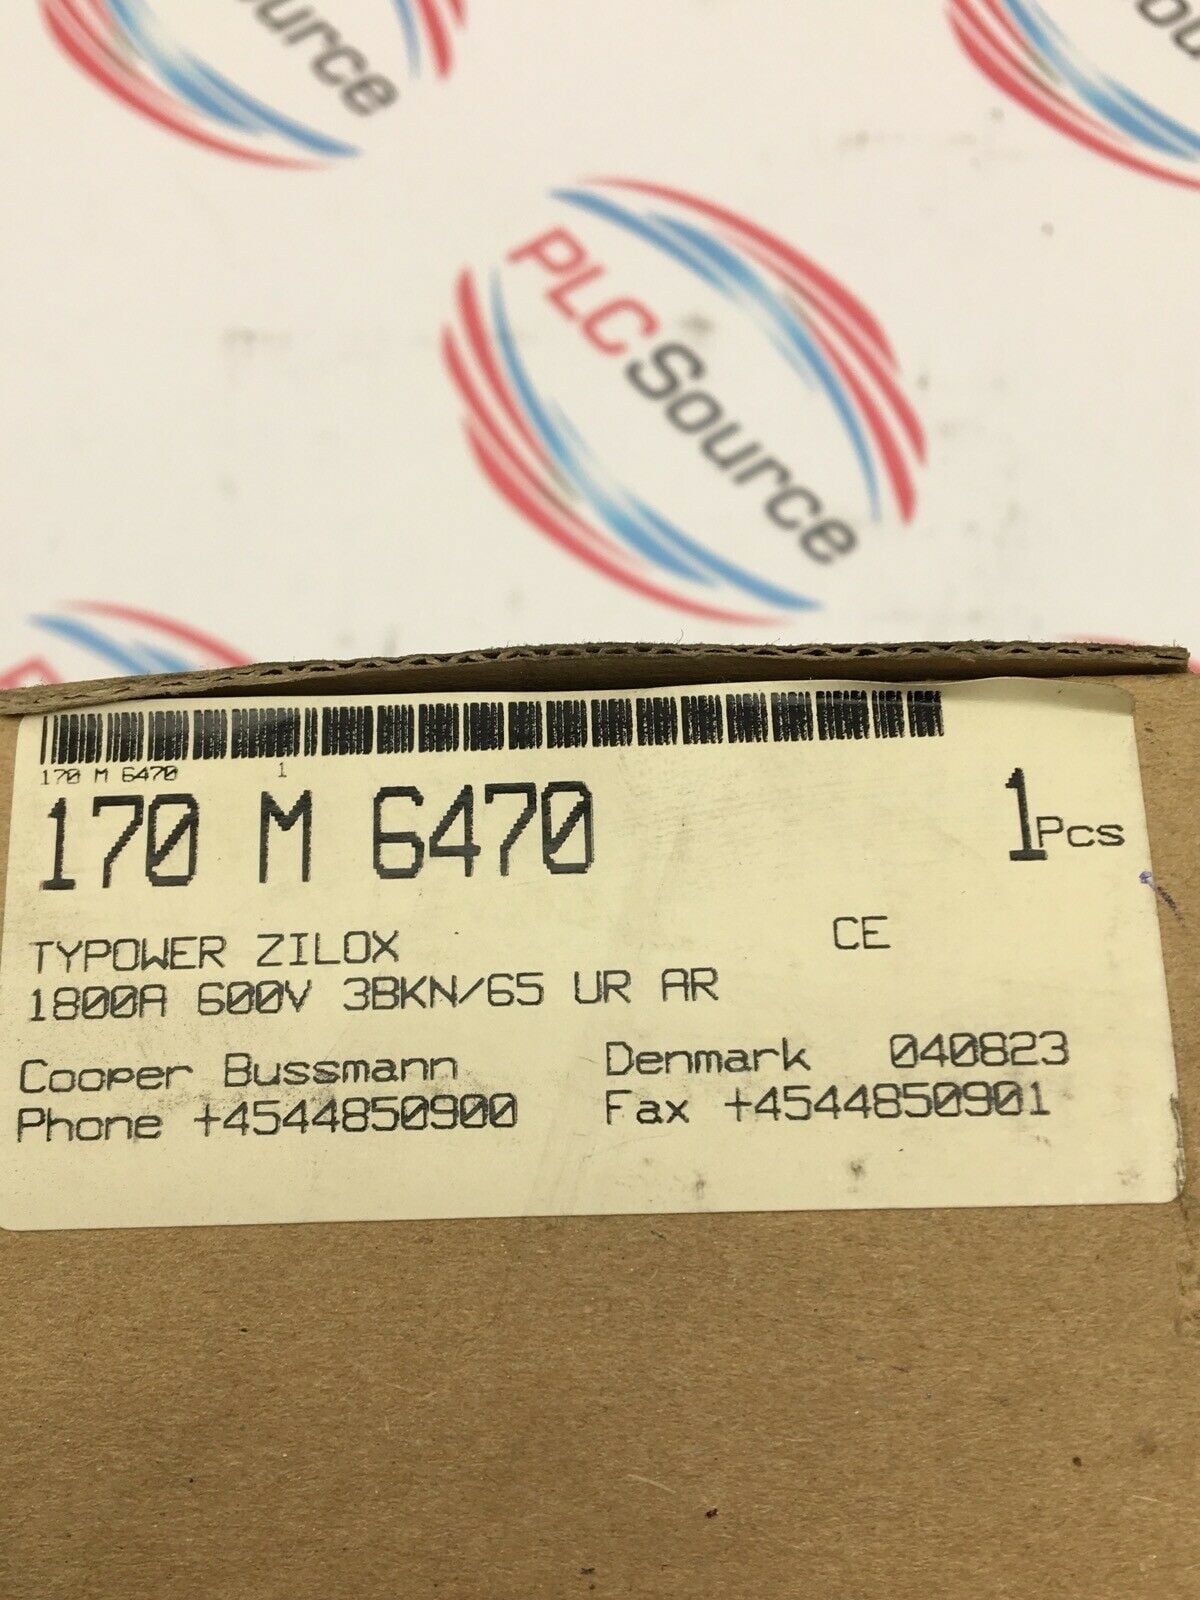 ource
PLC Source
170 M 6470 1
170 M 6470 1 Pcs
TYPOWER ZILOX CE
1800A 600V 3BKN/65 UR AR
Cooper Bussmann Denmark 040823
Phone +4544850900 Fax +4544850901